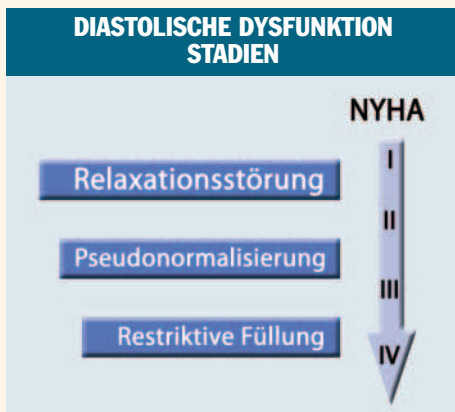 DIASTOLISCHE DYSFUNKTION
STADIEN
NYHA
I
Relaxationsstörung
II
Pseudonormalisierung
III
Restriktive Füllung
IV